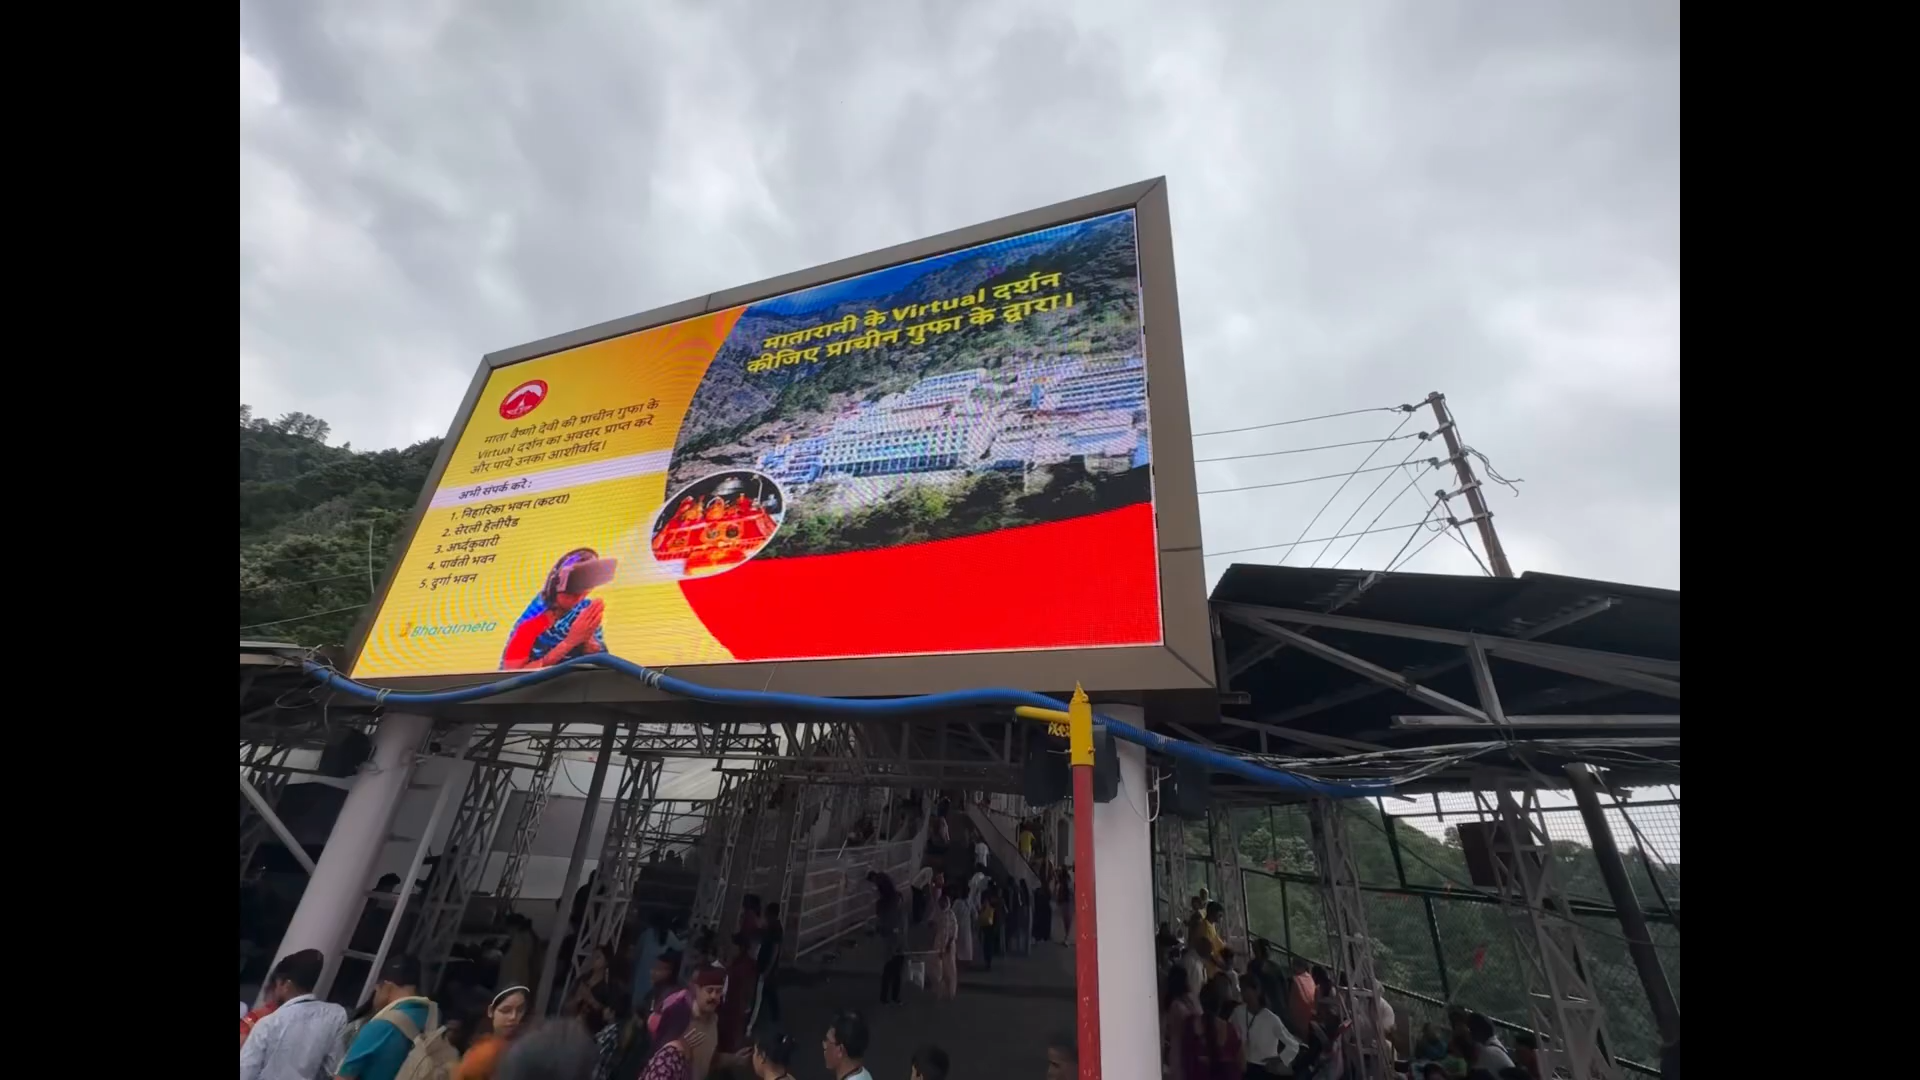 मातारानी के Virtual दर्शन
कीजिए प्राचीन गुफा के द्वारा।
माता वैष्णो देवी की प्राचीन गुफा के
Virtual दर्शन का अवसर प्राप्त करे
और पाये उनका आशीर्वाद।
अभी संपर्क करे :
1. निहारिका भवन (कटरा)
2. सेरली हेलीपैड
3. अर्ध्दकुवारी
4. पार्वती भवन
5. दुर्गा भवन
Bharatmeta